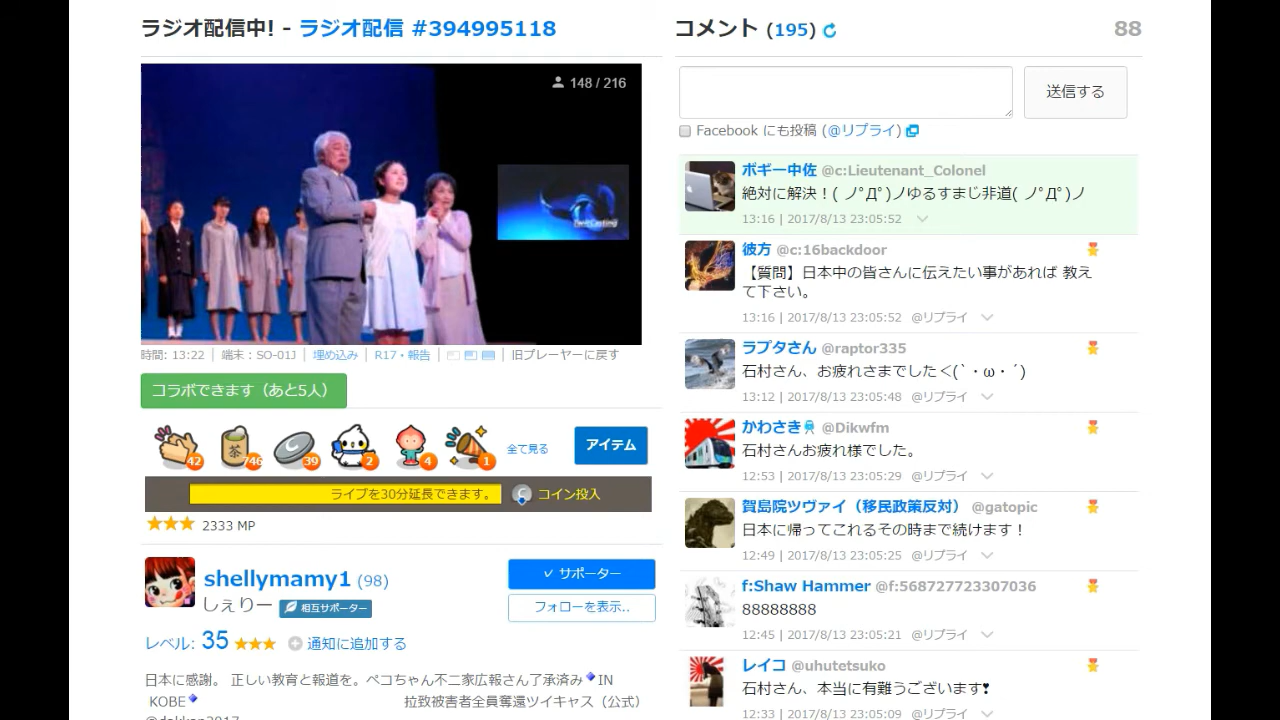 ラジオ配信中! - ラジオ配信 #394995118
148 / 216
TwitCasting
時間: 13:22 | 端末：SO-01J | 埋め込み | R17・報告 | 旧プレーヤーに戻す
コラボできます（あと5人）
42
茶 746
C 39
2
4
1
全て見る
アイテム
ライブを30分延長できます。
C コイン投入
2333 MP
shellymamy1 (98)
しぇりー 相互サポーター
✓ サポーター
フォローを表示..
レベル: 35 通知に追加する
日本に感謝。 正しい教育と報道を。ペコちゃん不二家広報さん了承済み IN
KOBE 拉致被害者全員奪還ツイキャス（公式）
コメント (195)
88
送信する
Facebook にも投稿 (@リプライ)
ボギー中佐 @c:Lieutenant_Colonel
絶対に解決！( ノﾟДﾟ)ノゆるすまじ非道( ノﾟДﾟ)ノ
13:16 | 2017/8/13 23:05:52
彼方 @c:16backdoor
【質問】日本中の皆さんに伝えたい事があれば 教え
て下さい。
13:16 | 2017/8/13 23:05:52 @リプライ
ラプタさん @raptor335
石村さん、お疲れさまでした＜(｀・ω・´)
13:12 | 2017/8/13 23:05:48 @リプライ
かわさき @Dikwfm
石村さんお疲れ様でした。
12:53 | 2017/8/13 23:05:29 @リプライ
賀島院ツヴァイ（移民政策反対） @gatopic
日本に帰ってこれるその時まで続けます！
12:49 | 2017/8/13 23:05:25 @リプライ
f:Shaw Hammer @f:568727723307036
88888888
12:45 | 2017/8/13 23:05:21 @リプライ
レイコ @uhutetsuko
石村さん、本当に有難うございます❣
12:33 | 2017/8/13 23:05:09 @リプライ